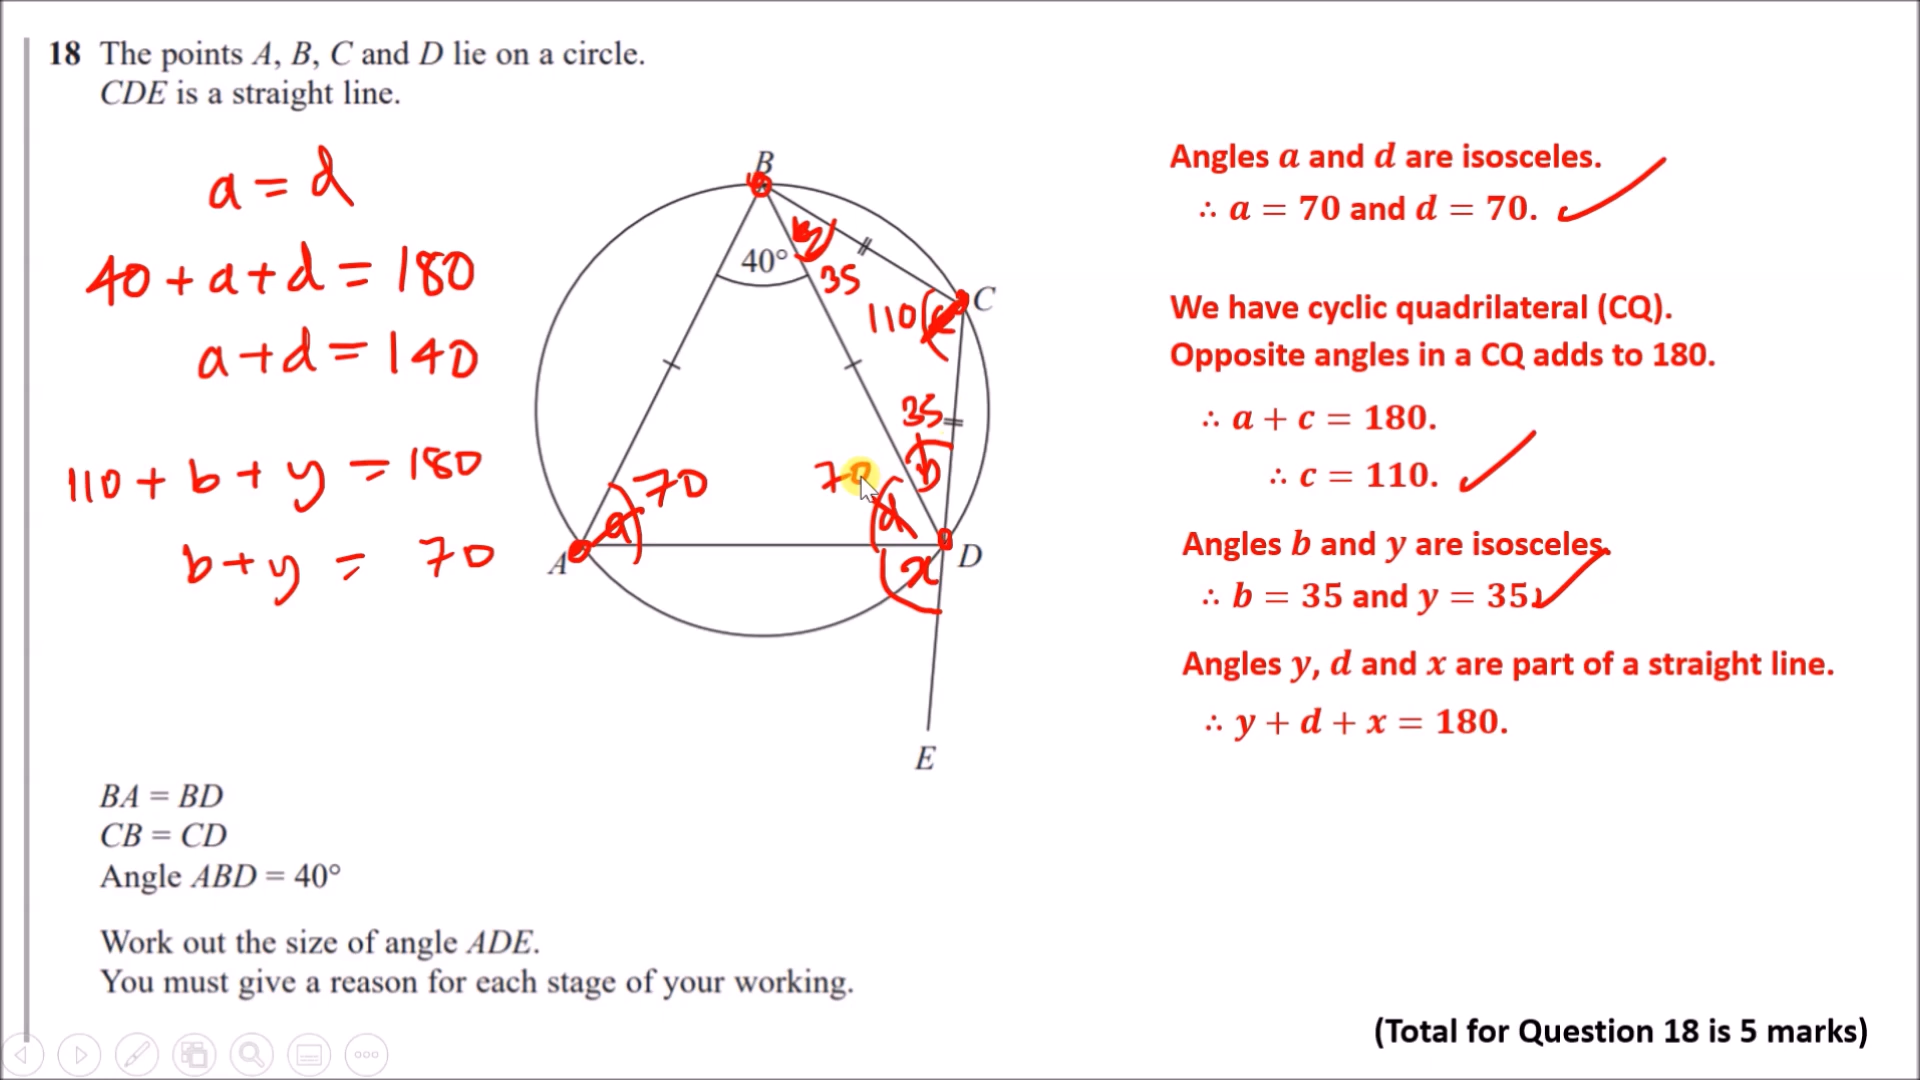 18 The points A, B, C and D lie on a circle.
CDE is a straight line.
a = d
40 + a + d = 180
a + d = 140
110 + b + y = 180
b + y = 70
B
40°
35
110
C
35
b
70
a
70
d
x
A
D
E
BA = BD
CB = CD
Angle ABD = 40°
Work out the size of angle ADE.
You must give a reason for each stage of your working.
Angles a and d are isosceles.
∴ a = 70 and d = 70.
We have cyclic quadrilateral (CQ).
Opposite angles in a CQ adds to 180.
∴ a + c = 180.
∴ c = 110.
Angles b and y are isosceles.
∴ b = 35 and y = 35.
Angles y, d and x are part of a straight line.
∴ y + d + x = 180.
(Total for Question 18 is 5 marks)